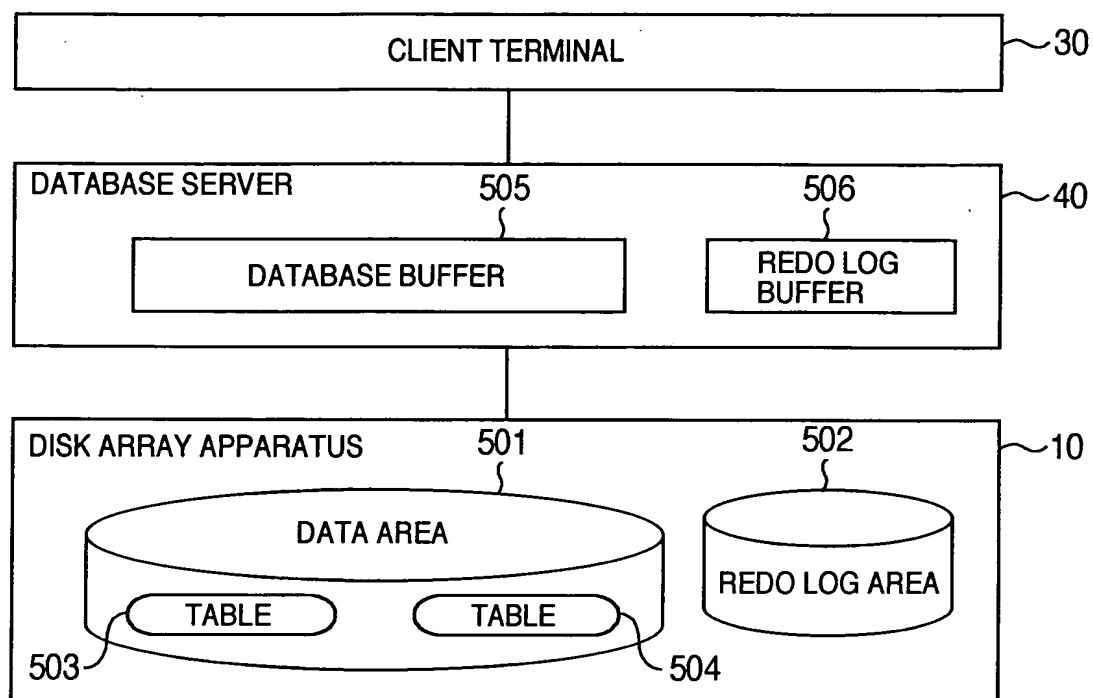 CLIENT TERMINAL
30
DATABASE SERVER
505
506
40
DATABASE BUFFER
REDO LOG
BUFFER
DISK ARRAY APPARATUS
501
502
10
DATA AREA
REDO LOG AREA
TABLE
TABLE
503
504